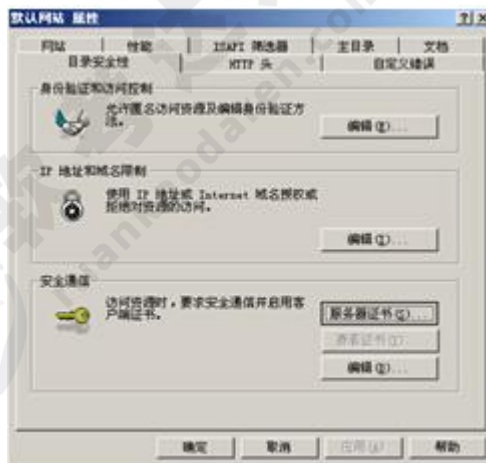 默认网站 属性
网站 性能 ISAPI 筛选器 主目录 文档
目录安全性 HTTP 头 自定义错误
身份验证和访问控制
允许匿名访问资源及编辑身份验证方
法。
编辑(E)...
IP 地址和域名限制
使用 IP 地址或 Internet 域名授权或
拒绝对资源的访问。
编辑(I)...
安全通信
访问资源时，要求安全通信并启用客
户端证书。
服务器证书(S)...
查看证书(V)...
编辑(D)...
确定 取消 应用(A) 帮助